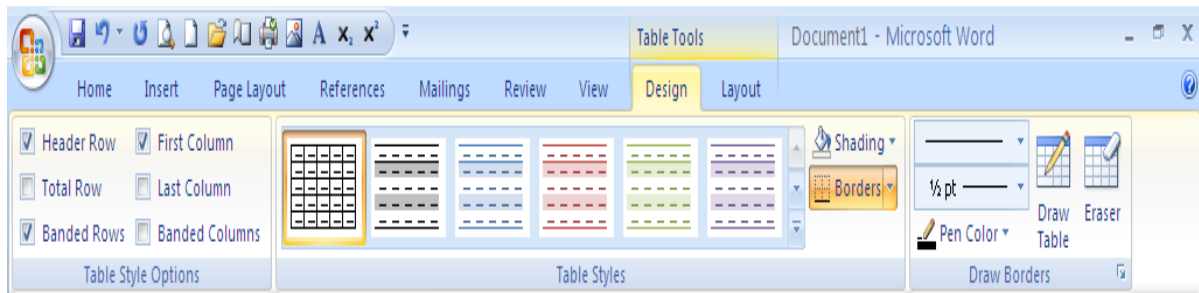 A x₂ x² Table Tools Document1 - Microsoft Word
Home Insert Page Layout References Mailings Review View Design Layout
Header Row First Column Shading
Total Row Last Column Borders ½ pt
Banded Rows Banded Columns Pen Color Draw Table Eraser
Table Style Options Table Styles Draw Borders